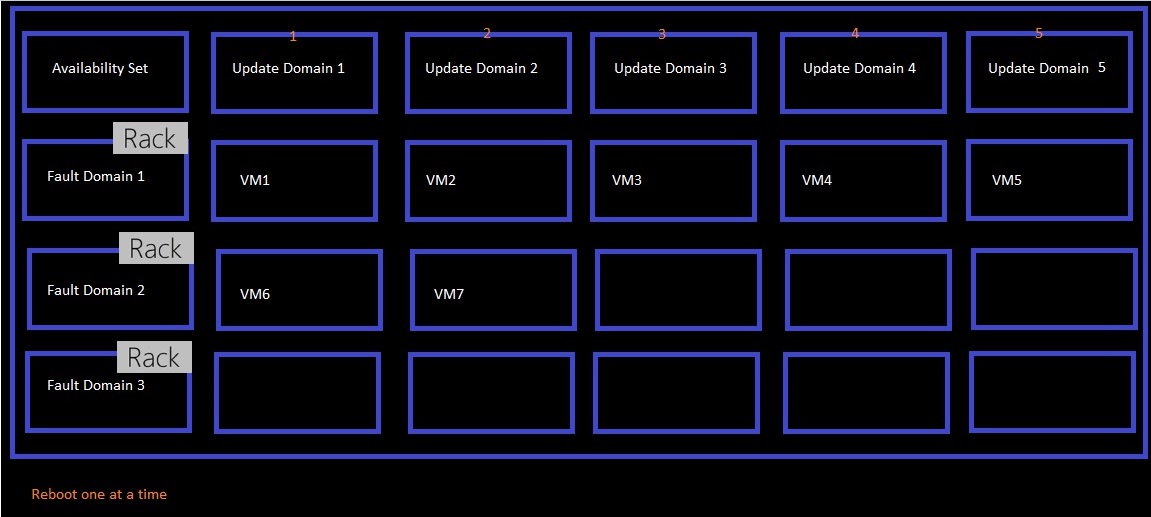 1 2 3 4 5
Availability Set Update Domain 1 Update Domain 2 Update Domain 3 Update Domain 4 Update Domain 5
Rack
Fault Domain 1 VM1 VM2 VM3 VM4 VM5
Rack
Fault Domain 2 VM6 VM7
Rack
Fault Domain 3
Reboot one at a time